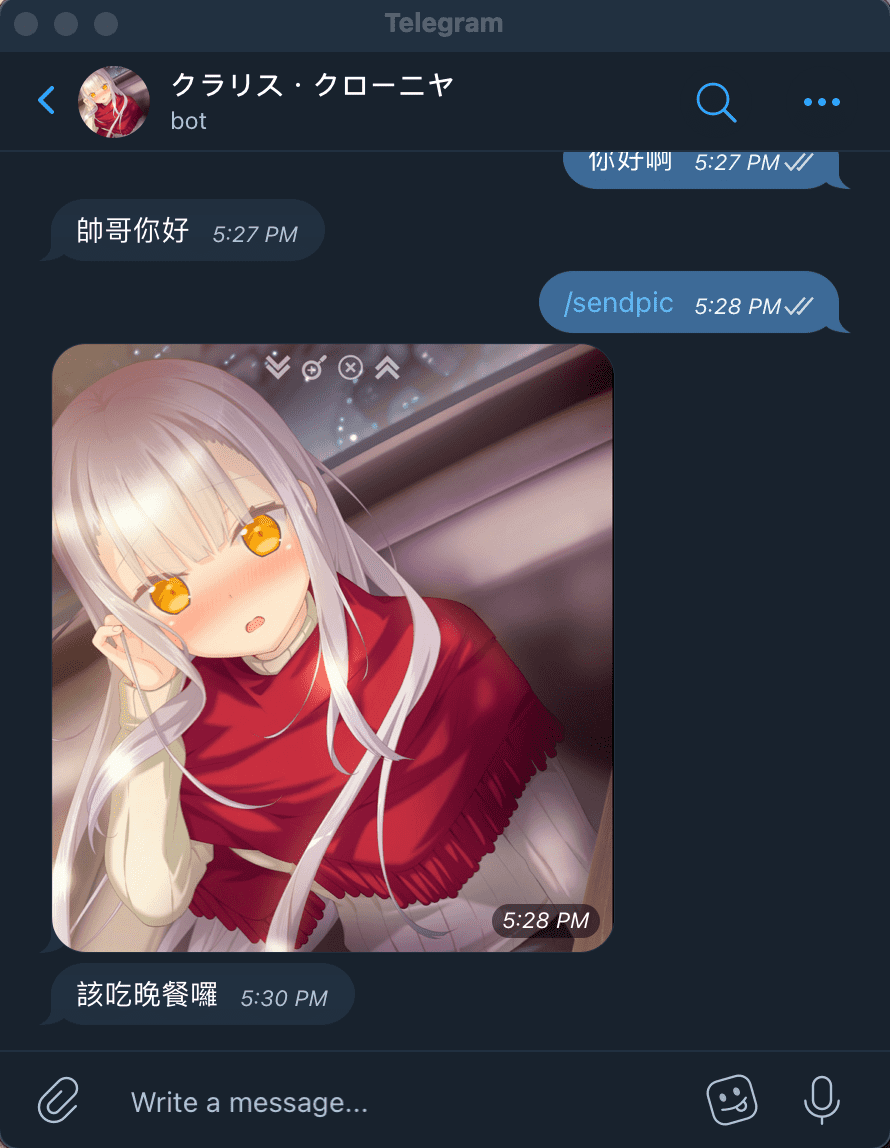 Telegram
クラリス・クローニヤ
bot
你好啊 5:27 PM
帥哥你好 5:27 PM
/sendpic 5:28 PM
5:28 PM
該吃晚餐囉 5:30 PM
Write a message...